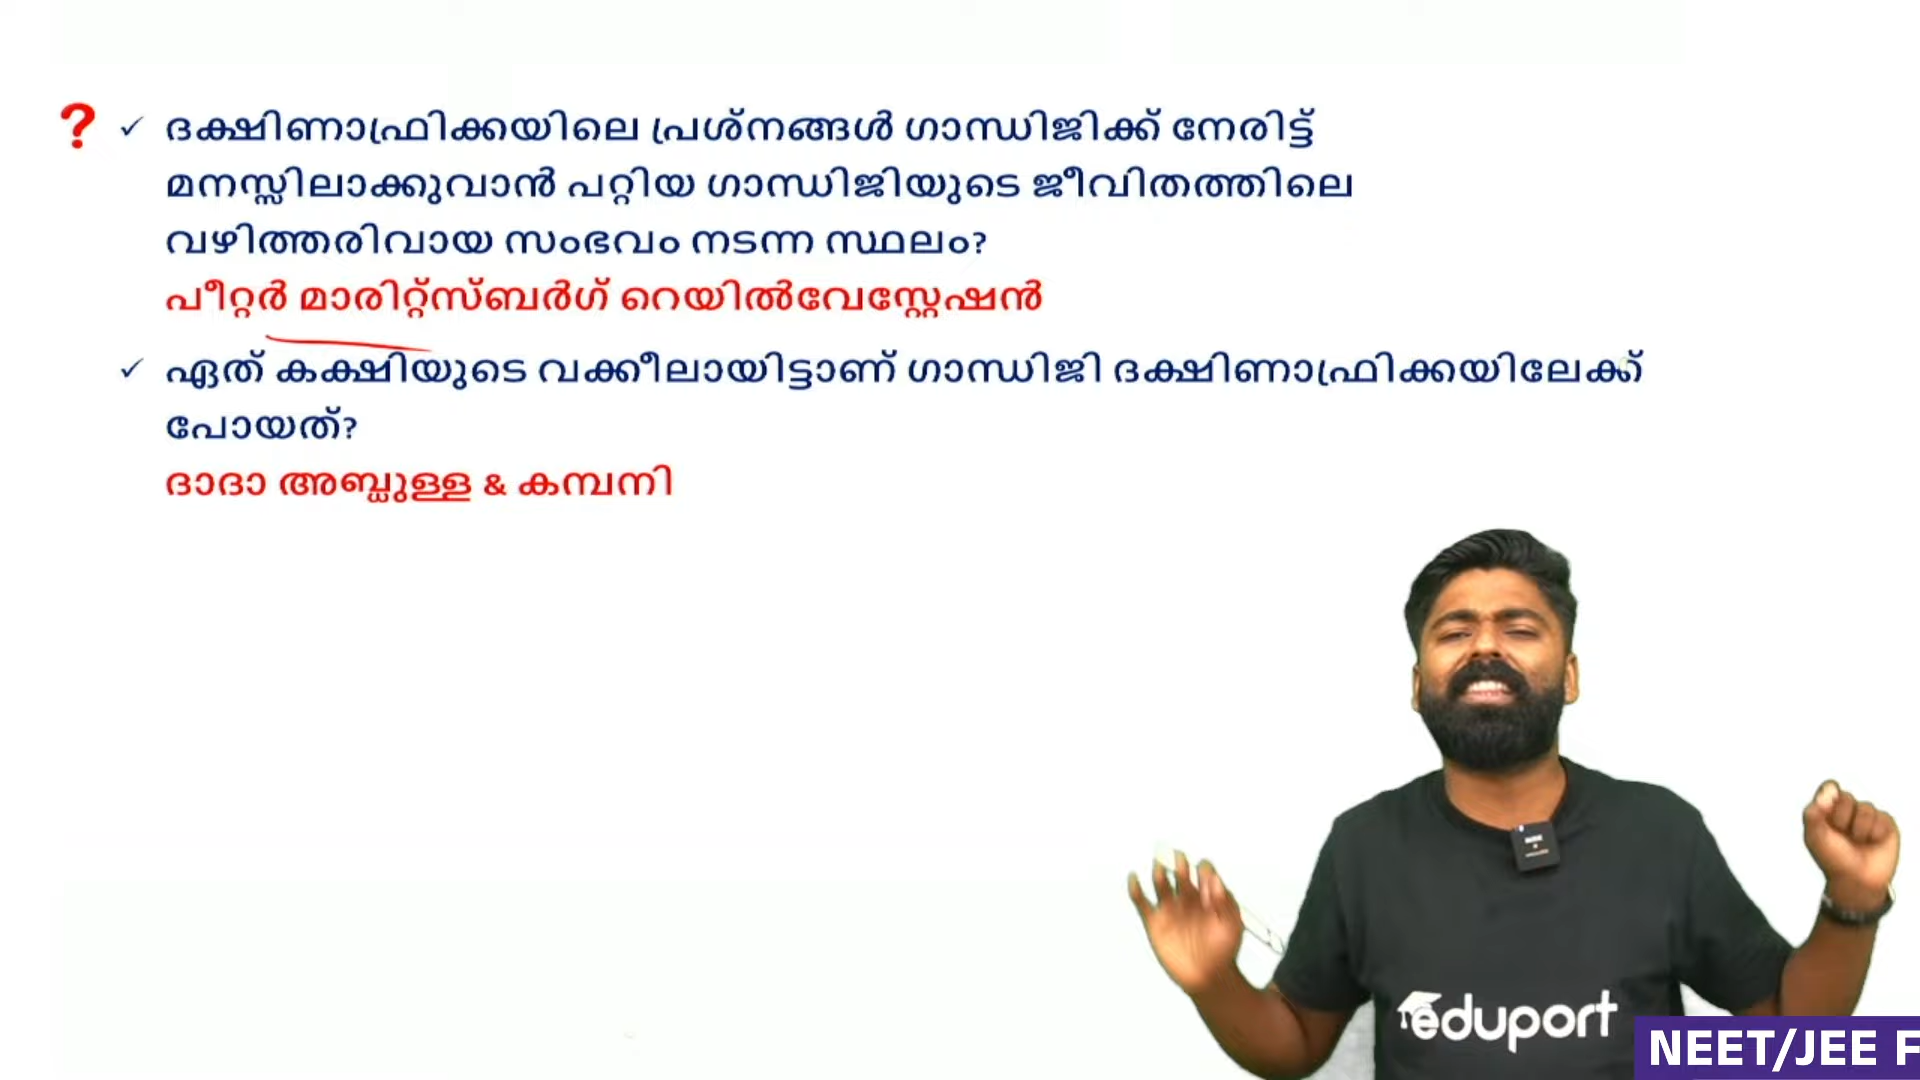 ?
✓ ദക്ഷിണാഫ്രിക്കയിലെ പ്രശ്നങ്ങൾ ഗാന്ധിജിക്ക് നേരിട്ട്
മനസ്സിലാക്കുവാൻ പറ്റിയ ഗാന്ധിജിയുടെ ജീവിതത്തിലെ
വഴിത്തരിവായ സംഭവം നടന്ന സ്ഥലം?
പീറ്റർ മാരിറ്റ്സ്ബർഗ് റെയിൽവേസ്റ്റേഷൻ
✓ ഏത് കക്ഷിയുടെ വക്കീലായിട്ടാണ് ഗാന്ധിജി ദക്ഷിണാഫ്രിക്കയിലേക്ക്
പോയത്?
ദാദാ അബ്ദുള്ള & കമ്പനി
eduport
NEET/JEE F